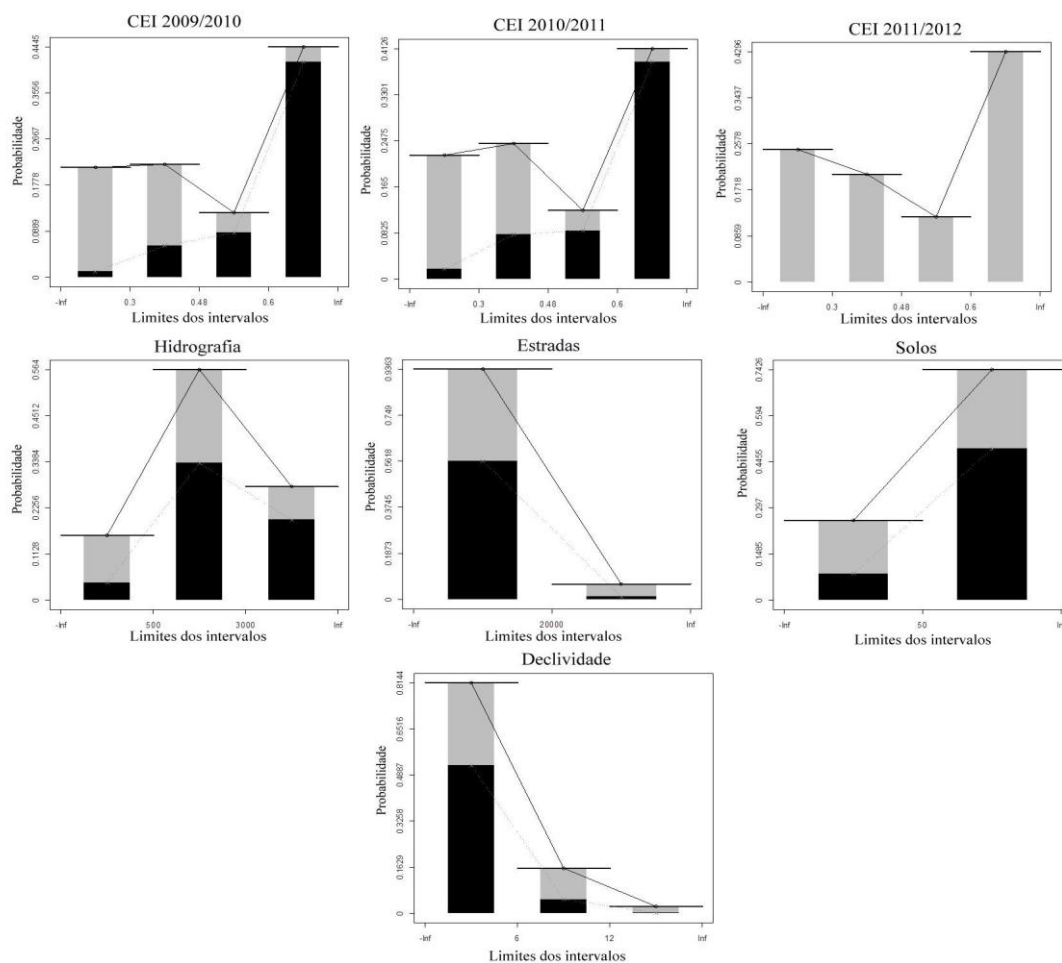 CEI 2009/2010
Probabilidade
0 0.0889 0.1778 0.2667 0.3556 0.4445
-Inf 0.3 0.48 0.6 Inf
Limites dos intervalos
CEI 2010/2011
Probabilidade
0 0.0825 0.165 0.2475 0.3301 0.4126
-Inf 0.3 0.48 0.6 Inf
Limites dos intervalos
CEI 2011/2012
Probabilidade
0 0.0859 0.1718 0.2578 0.3437 0.4296
-Inf 0.3 0.48 0.6 Inf
Limites dos intervalos
Hidrografia
Probabilidade
0 0.1128 0.2256 0.3384 0.4512 0.564
-Inf 500 3000 Inf
Limites dos intervalos
Estradas
Probabilidade
0 0.1873 0.3745 0.5618 0.749 0.9363
-Inf 20000 Inf
Limites dos intervalos
Solos
Probabilidade
0 0.1485 0.297 0.4455 0.594 0.7426
-Inf 50 Inf
Limites dos intervalos
Declividade
Probabilidade
0 0.1629 0.3258 0.4887 0.6516 0.8144
-Inf 6 12 Inf
Limites dos intervalos